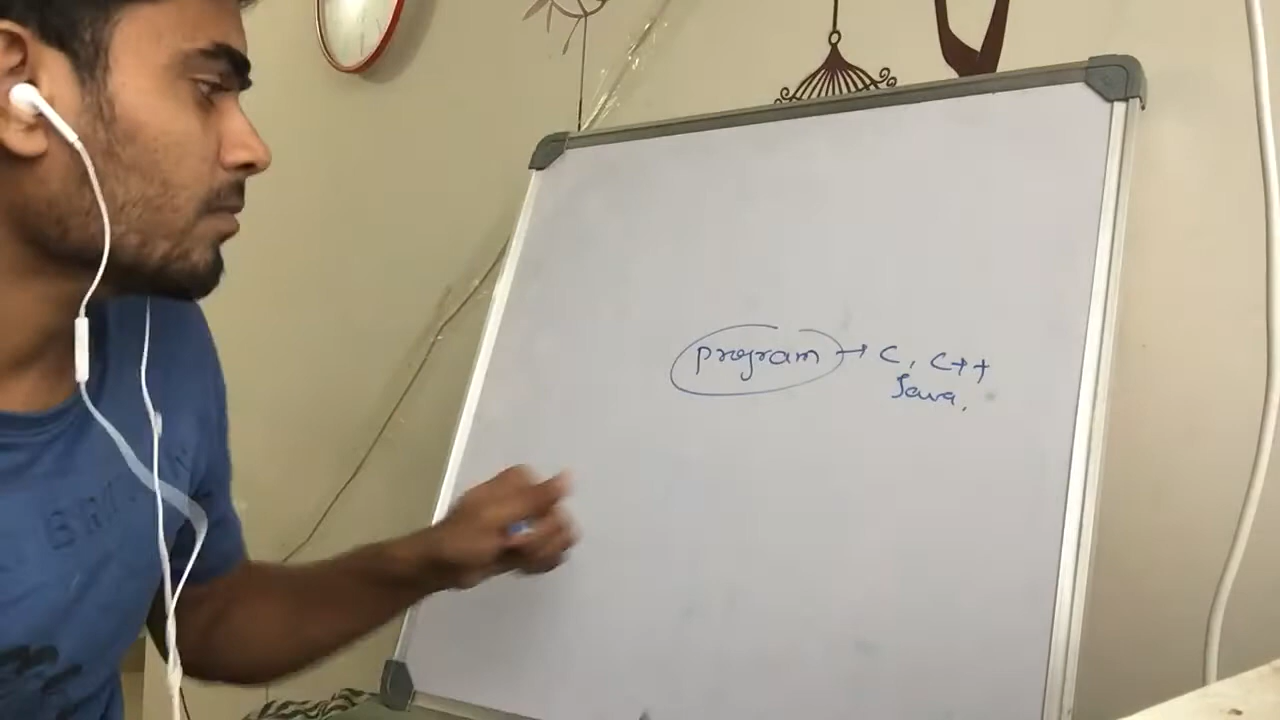 program → C, C++
Java,